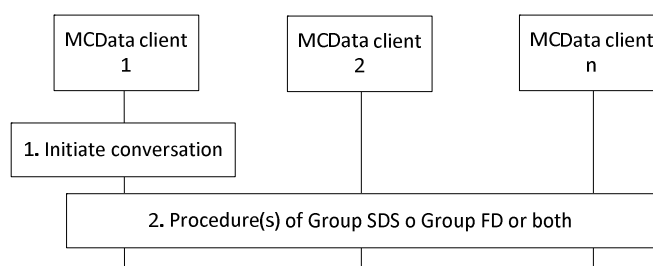 MCData client
1
MCData client
2
MCData client
n
1. Initiate conversation
2. Procedure(s) of Group SDS o Group FD or both